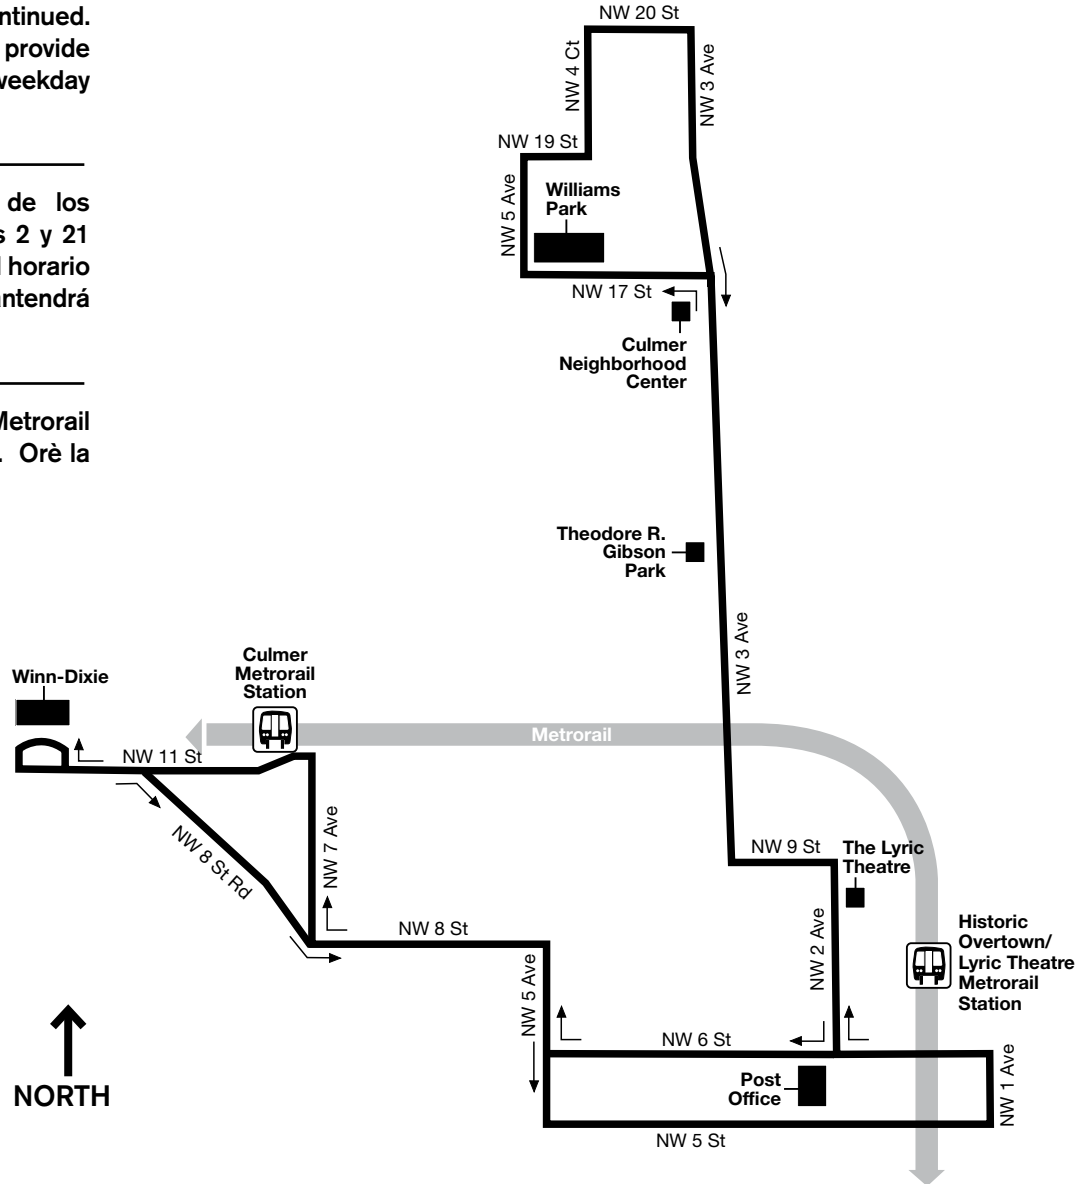 ntinued.
provide
weekday
de los
s 2 y 21
l horario
antendrá
Metrorail
. Orè la
NW 20 St
NW 4 Ct
NW 3 Ave
NW 19 St
NW 5 Ave
Williams
Park
NW 17 St
Culmer
Neighborhood
Center
Theodore R.
Gibson
Park
NW 3 Ave
Winn-Dixie
Culmer
Metrorail
Station
Metrorail
NW 11 St
NW 8 St Rd
NW 7 Ave
NW 9 St
The Lyric
Theatre
NW 8 St
NW 2 Ave
Historic
Overtown/
Lyric Theatre
Metrorail
Station
NW 5 Ave
NW 6 St
Post
Office
NW 1 Ave
NW 5 St
NORTH